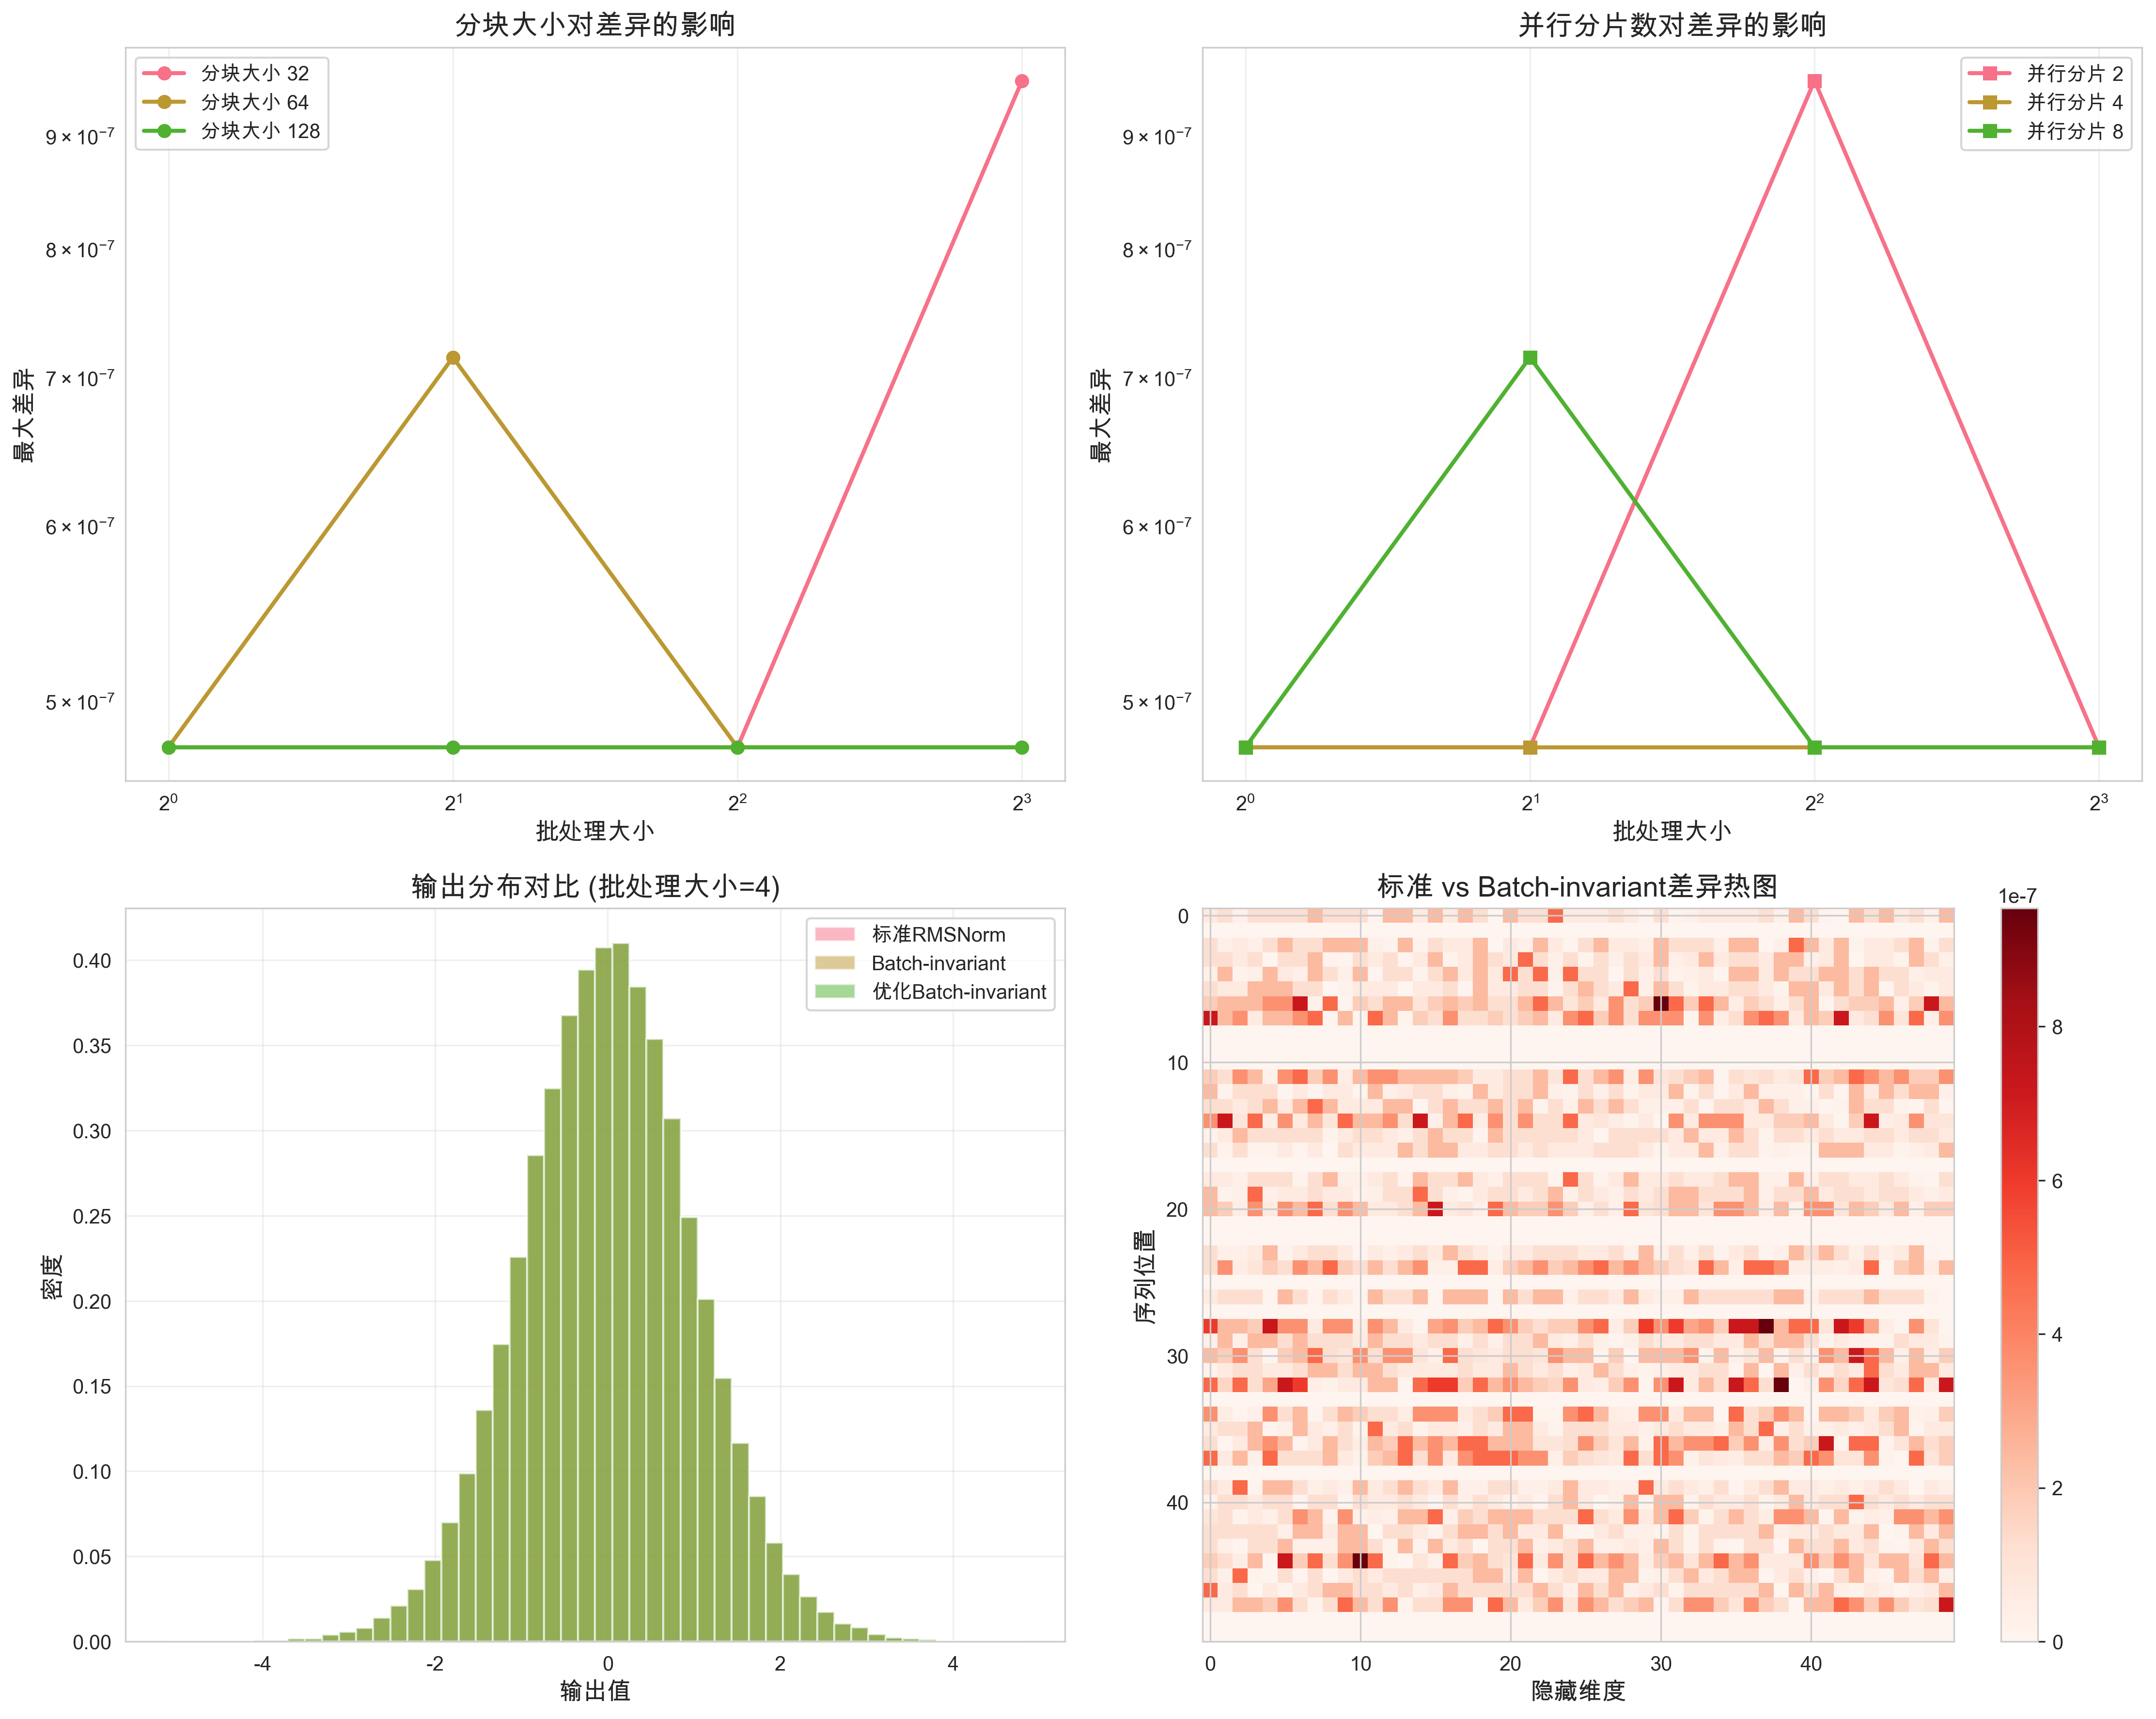 分块大小对差异的影响
分块大小 32
分块大小 64
分块大小 128
9 × 10⁻⁷
8 × 10⁻⁷
7 × 10⁻⁷
6 × 10⁻⁷
5 × 10⁻⁷
最大差异
2⁰ 2¹ 2² 2³
批处理大小
并行分片数对差异的影响
并行分片 2
并行分片 4
并行分片 8
9 × 10⁻⁷
8 × 10⁻⁷
7 × 10⁻⁷
6 × 10⁻⁷
5 × 10⁻⁷
最大差异
2⁰ 2¹ 2² 2³
批处理大小
输出分布对比 (批处理大小=4)
标准RMSNorm
Batch-invariant
优化Batch-invariant
0.40
0.35
0.30
0.25
0.20
0.15
0.10
0.05
0.00
密度
-4 -2 0 2 4
输出值
标准 vs Batch-invariant差异热图
0
10
20
30
40
序列位置
0 10 20 30 40
隐藏维度
1e-7
8
6
4
2
0